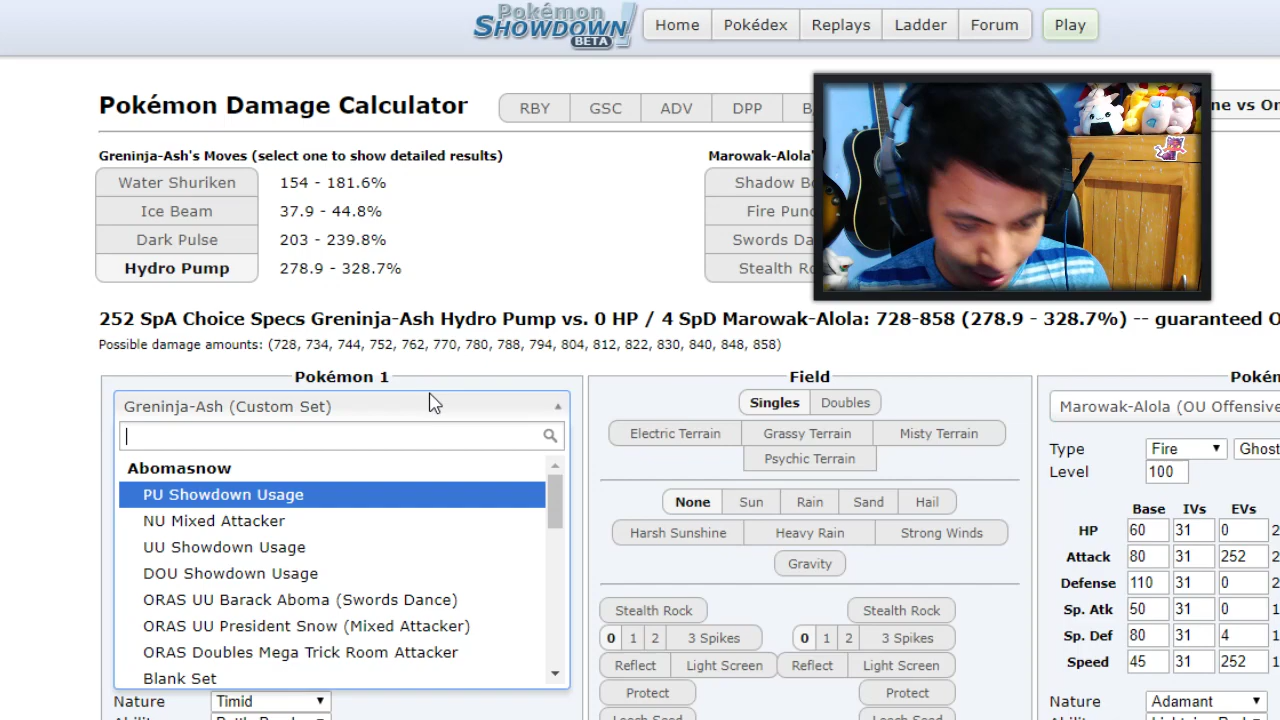 Pokémon
SHOWDOWN
BETA
Home Pokédex Replays Ladder Forum Play
Pokémon Damage Calculator
RBY GSC ADV DPP
ne vs
Greninja-Ash's Moves (select one to show detailed results)
Marowak-Alola'
Water Shuriken 154 - 181.6%
Ice Beam 37.9 - 44.8%
Dark Pulse 203 - 239.8%
Hydro Pump 278.9 - 328.7%
Shadow Bo
Fire Punc
Swords Da
Stealth Ro
252 SpA Choice Specs Greninja-Ash Hydro Pump vs. 0 HP / 4 SpD Marowak-Alola: 728-858 (278.9 - 328.7%) -- guaranteed O
Possible damage amounts: (728, 734, 744, 752, 762, 770, 780, 788, 794, 804, 812, 822, 830, 840, 848, 858)
Pokémon 1
Greninja-Ash (Custom Set)
Abomasnow
PU Showdown Usage
NU Mixed Attacker
UU Showdown Usage
DOU Showdown Usage
ORAS UU Barack Aboma (Swords Dance)
ORAS UU President Snow (Mixed Attacker)
ORAS Doubles Mega Trick Room Attacker
Blank Set
Nature Timid
Field
Singles Doubles
Electric Terrain Grassy Terrain Misty Terrain
Psychic Terrain
None Sun Rain Sand Hail
Harsh Sunshine Heavy Rain Strong Winds
Gravity
Stealth Rock Stealth Rock
0 1 2 3 Spikes 0 1 2 3 Spikes
Reflect Light Screen Reflect Light Screen
Protect Protect
Leech Seed Leech Seed
Pokém
Marowak-Alola (OU Offensive
Type Fire Ghost
Level 100
Base IVs EVs
HP 60 31 0
Attack 80 31 252
Defense 110 31 0
Sp. Atk 50 31 0
Sp. Def 80 31 4
Speed 45 31 252
Nature Adamant